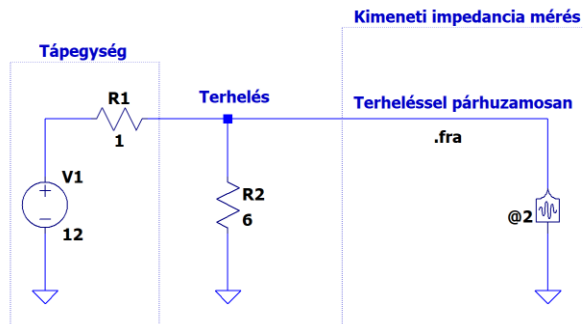 Kimeneti impedancia mérés
Tápegység
R1
1
Terhelés
Terheléssel párhuzamosan
.fra
V1
12
R2
6
@2